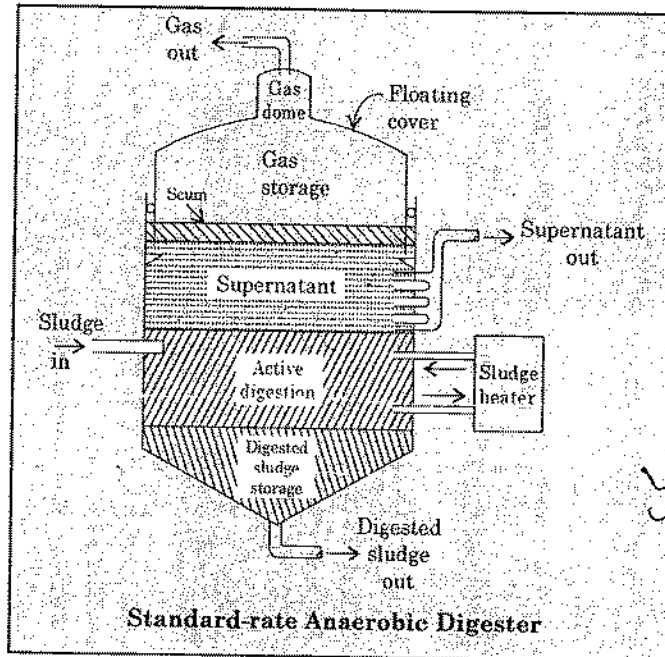 Gas
out
Gas
dome
Floating
cover
Gas
storage
Scum
Supernatant
out
Supernatant
Sludge
in
Active
digestion
Sludge
heater
Digested
sludge
storage
Digested
sludge
out
Standard-rate Anaerobic Digester